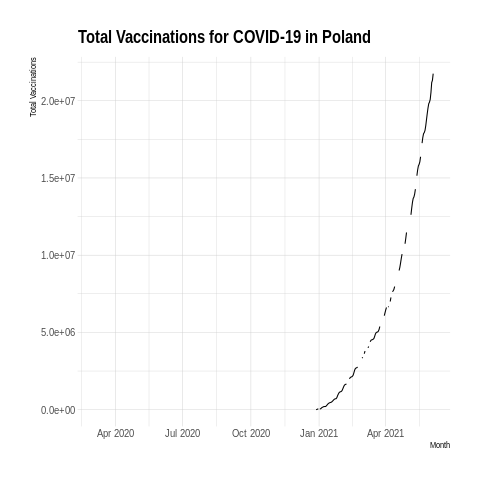 Total Vaccinations for COVID-19 in Poland
Total Vaccinations
2.0e+07
1.5e+07
1.0e+07
5.0e+06
0.0e+00
Apr 2020 Jul 2020 Oct 2020 Jan 2021 Apr 2021
Month